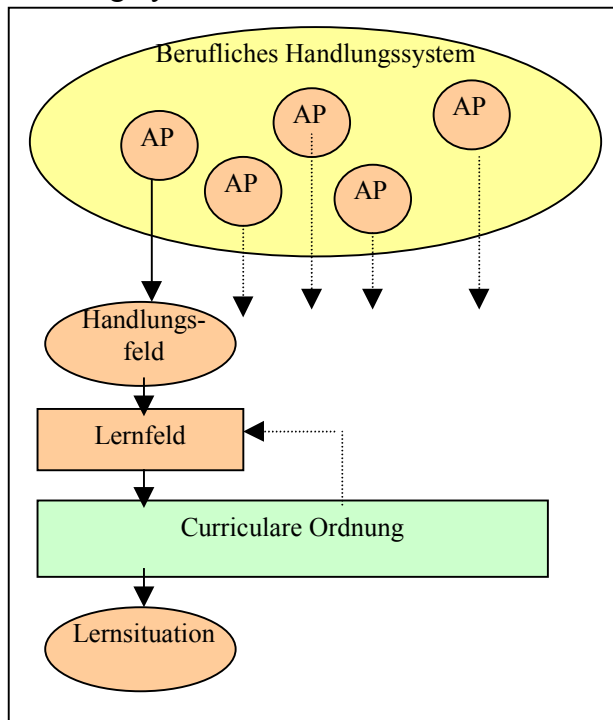 Berufliches Handlungssystem
AP
AP
AP
AP
AP
Handlungs-
feld
Lernfeld
Curriculare Ordnung
Lernsituation